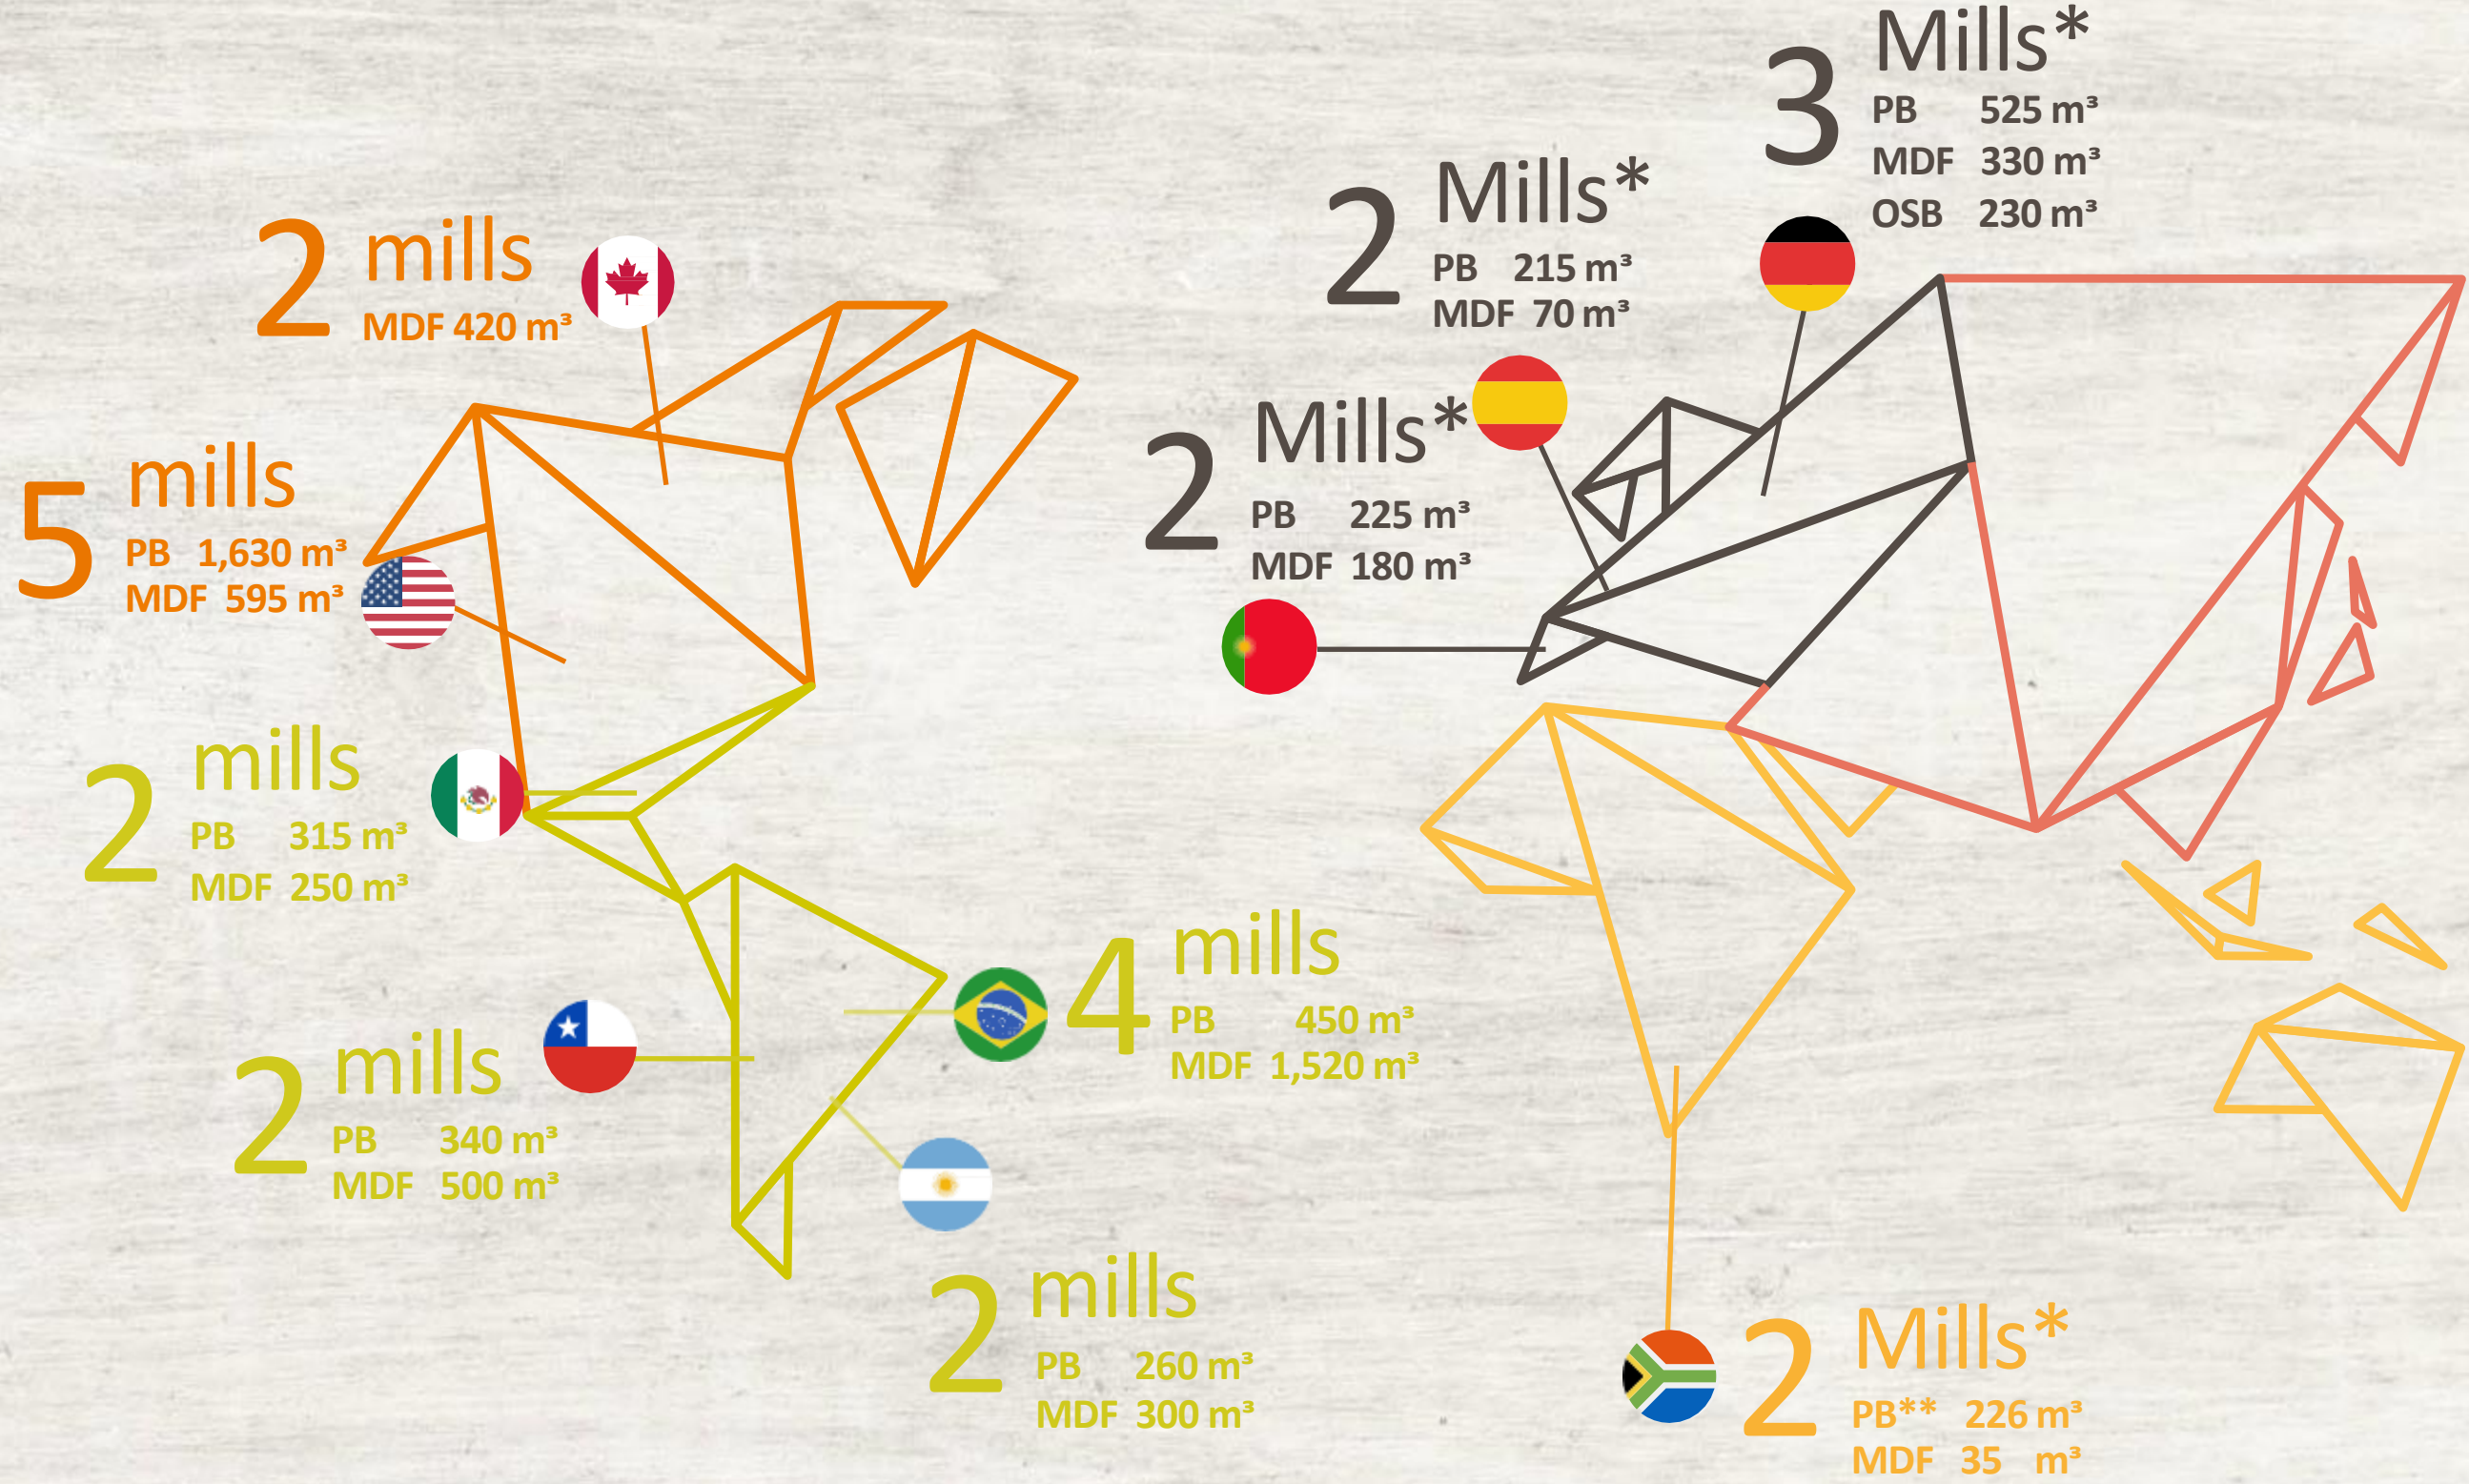 3 Mills*
PB 525 m³
MDF 330 m³
OSB 230 m³
2 Mills*
PB 215 m³
MDF 70 m³
2 mills
MDF 420 m³
2 Mills*
PB 225 m³
MDF 180 m³
5 mills
PB 1,630 m³
MDF 595 m³
2 mills
PB 315 m³
MDF 250 m³
4 mills
PB 450 m³
MDF 1,520 m³
2 mills
PB 340 m³
MDF 500 m³
2 mills
PB 260 m³
MDF 300 m³
2 Mills*
PB** 226 m³
MDF 35 m³